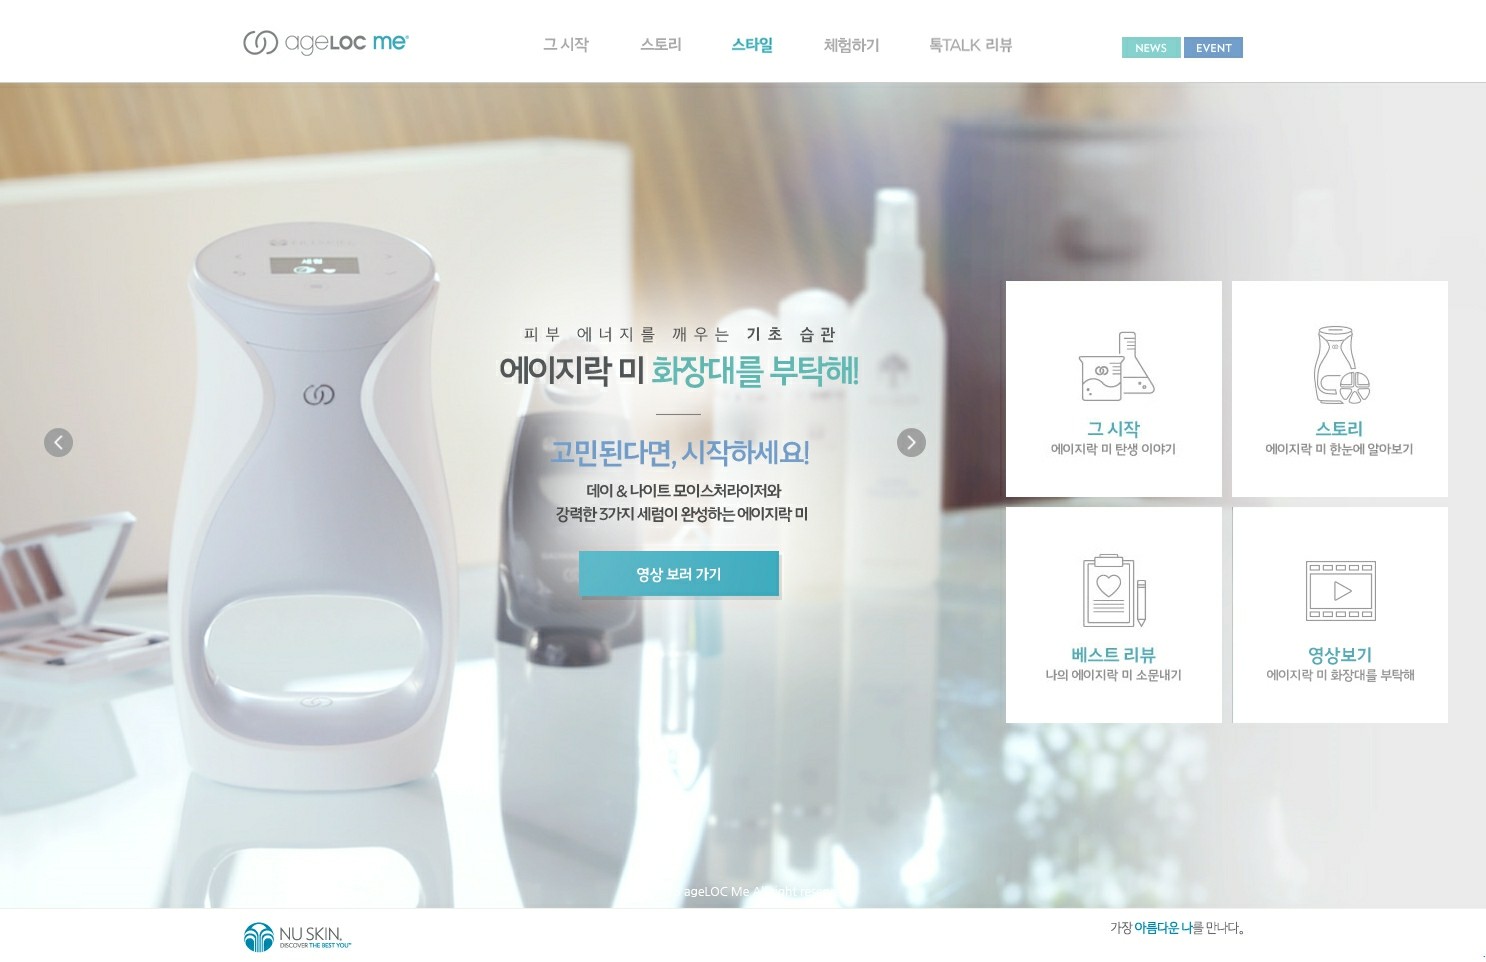 ageLOC me
그 시작
스토리
스타일
체험하기
톡TALK 리뷰
NEWS
EVENT
세럼
피부 에너지를 깨우는 기초 습관
에이지락 미 화장대를 부탁해!
고민된다면, 시작하세요!
데이 & 나이트 모이스처라이저와
강력한 3가지 세럼이 완성하는 에이지락 미
영상 보러 가기
그 시작
에이지락 미 탄생 이야기
스토리
에이지락 미 한눈에 알아보기
베스트 리뷰
나의 에이지락 미 소문내기
영상보기
에이지락 미 화장대를 부탁해
ageLOC Me
NU SKIN.
DISCOVER THE BEST YOU™
가장 아름다운 나를 만나다.